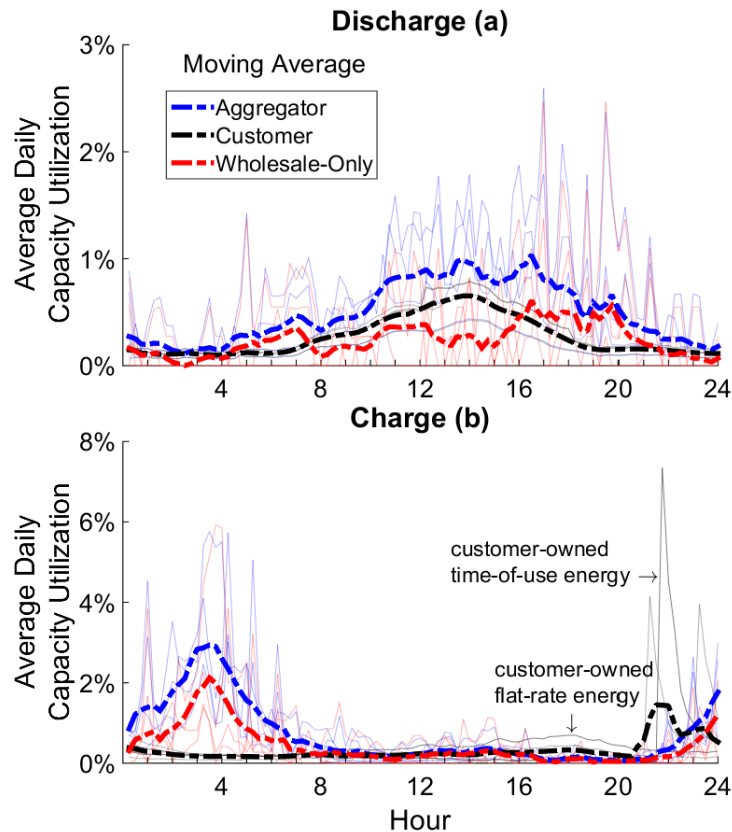 Discharge (a)
Average Daily
Capacity Utilization
3%
2%
1%
0%
Moving Average
Aggregator
Customer
Wholesale-Only
4 8 12 16 20 24
Charge (b)
Average Daily
Capacity Utilization
8%
6%
4%
2%
0%
customer-owned
time-of-use energy →
customer-owned
flat-rate energy
↓
4 8 12 16 20 24
Hour